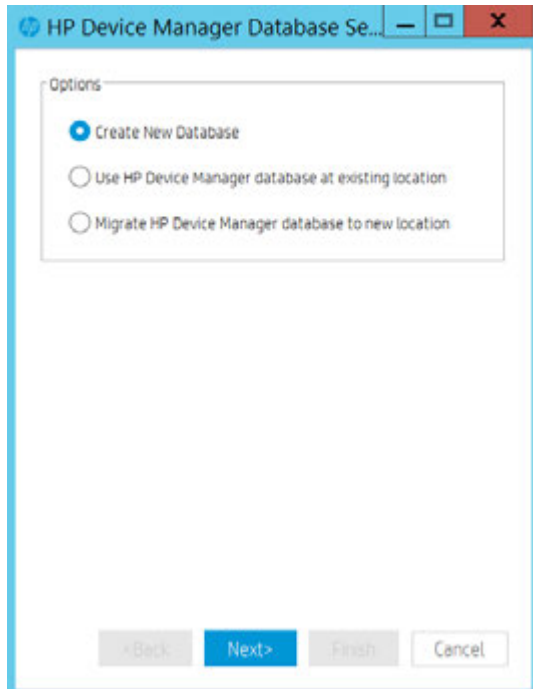 HP Device Manager Database Se...
Options
Create New Database
Use HP Device Manager database at existing location
Migrate HP Device Manager database to new location
<Back Next> Finish Cancel